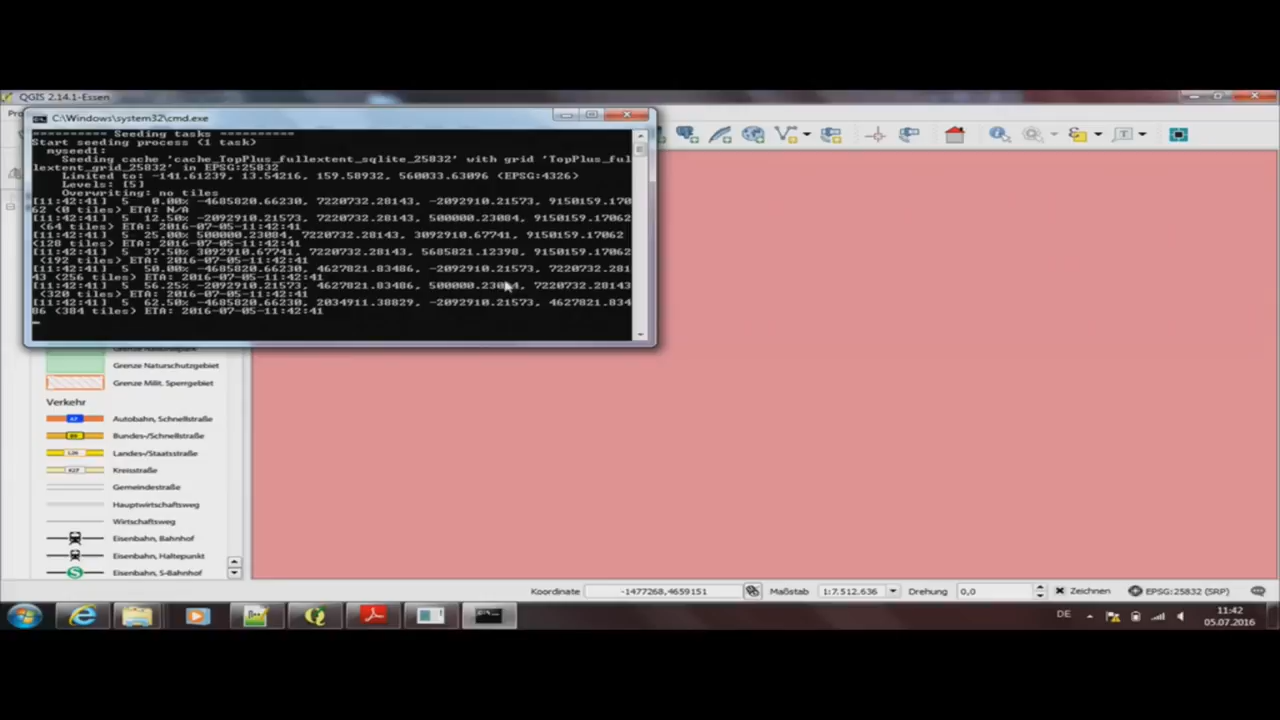 QGIS 2.14.1-Essen
C:\Windows\system32\cmd.exe
========== Seeding tasks ==========
Start seeding process (1 task)
myseed1:
Seeding cache 'cache_TopPlus_fullextent_sqlite_25832' with grid 'TopPlus_ful
lextent_grid_25832' in EPSG:25832
Limited to: -141.61239, 13.54216, 159.58932, 560033.63096 (EPSG:4326)
Levels: [5]
Overwriting: no tiles
[11:42:41] 5 0.00% -4685820.66230, 7220732.28143, -2092910.21573, 9150159.170
62 (0 tiles) ETA: N/A
[11:42:41] 5 12.50% -2092910.21573, 7220732.28143, 500000.23084, 9150159.17062
(64 tiles) ETA: 2016-07-05-11:42:41
[11:42:41] 5 25.00% 500000.23084, 7220732.28143, 3092910.67741, 9150159.17062
(128 tiles) ETA: 2016-07-05-11:42:41
[11:42:41] 5 37.50% 3092910.67741, 7220732.28143, 5685821.12398, 9150159.17062
(192 tiles) ETA: 2016-07-05-11:42:41
[11:42:41] 5 50.00% -4685820.66230, 4627821.83486, -2092910.21573, 7220732.281
43 (256 tiles) ETA: 2016-07-05-11:42:41
[11:42:41] 5 56.25% -2092910.21573, 4627821.83486, 500000.23084, 7220732.28143
(320 tiles) ETA: 2016-07-05-11:42:41
[11:42:41] 5 62.50% -4685820.66230, 2034911.38829, -2092910.21573, 4627821.834
86 (384 tiles) ETA: 2016-07-05-11:42:41
Grenze Naturschutzgebiet
Grenze Milit. Sperrgebiet
Verkehr
Autobahn, Schnellstraße
Bundes-/Schnellstraße
Landes-/Staatsstraße
Kreisstraße
Gemeindestraße
Hauptwirtschaftsweg
Wirtschaftsweg
Eisenbahn, Bahnhof
Eisenbahn, Haltepunkt
Eisenbahn, S-Bahnhof
Koordinate -1477268,4659151 Maßstab 1:7.512.636 Drehung 0,0 Zeichnen EPSG:25832 (SRP)
DE 11:42
05.07.2016